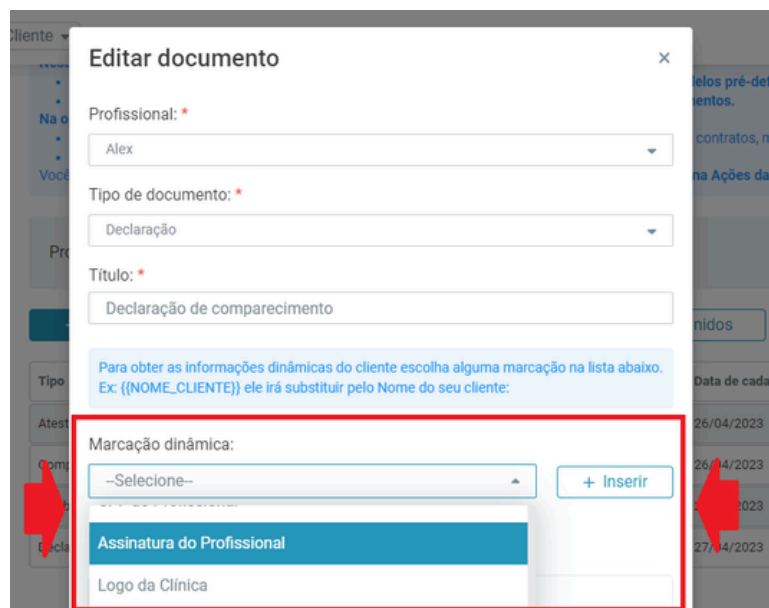 Cliente
Editar documento
×
elos pré-def
entos.
Na o
Profissional: *
contratos, m
Alex
Você
na Ações da
Tipo de documento: *
Declaração
Pro
Título: *
Declaração de comparecimento
nidos
Para obter as informações dinâmicas do cliente escolha alguma marcação na lista abaixo.
Ex: {{NOME_CLIENTE}} ele irá substituir pelo Nome do seu cliente:
Tipo
Data de cada
Atest
26/04/2023
Marcação dinâmica:
Comp
26/04/2023
--Selecione--
+ Inserir
2023
Assinatura do Profissional
Decla
27/04/2023
Logo da Clínica